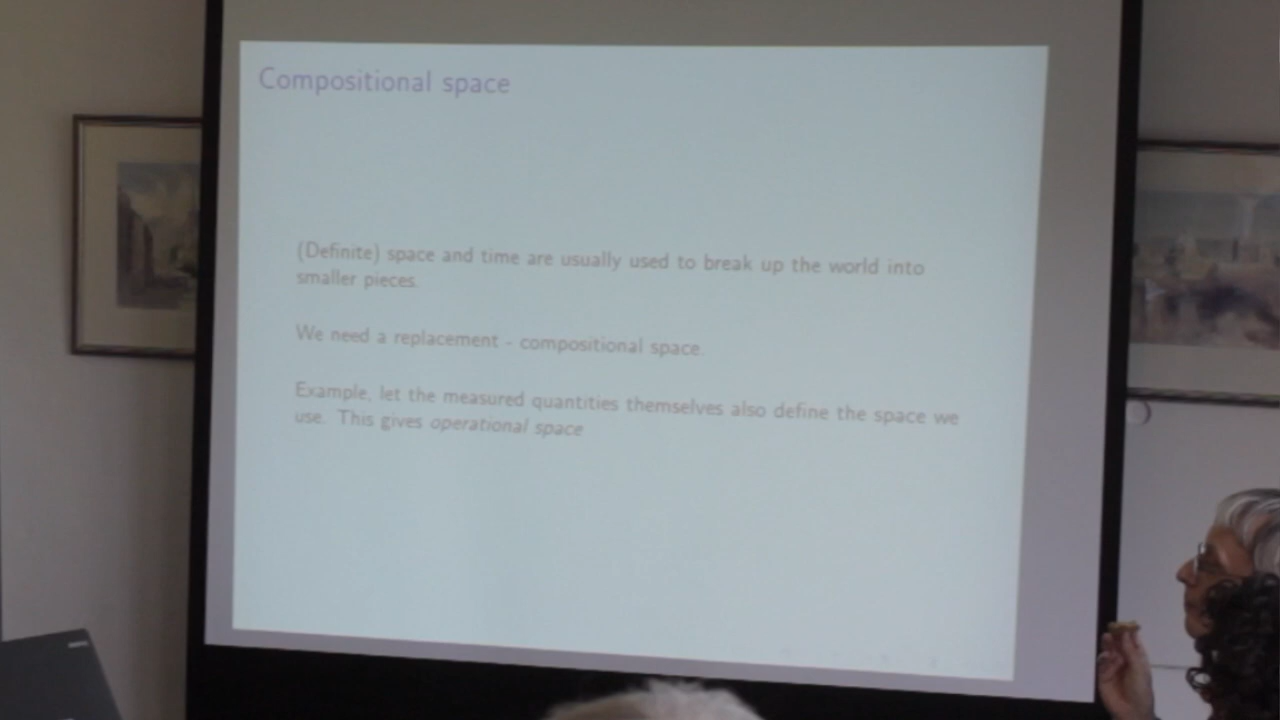 Compositional space
(Definite) space and time are usually used to break up the world into
smaller pieces.
We need a replacement - compositional space.
Example, let the measured quantities themselves also define the space we
use. This gives operational space